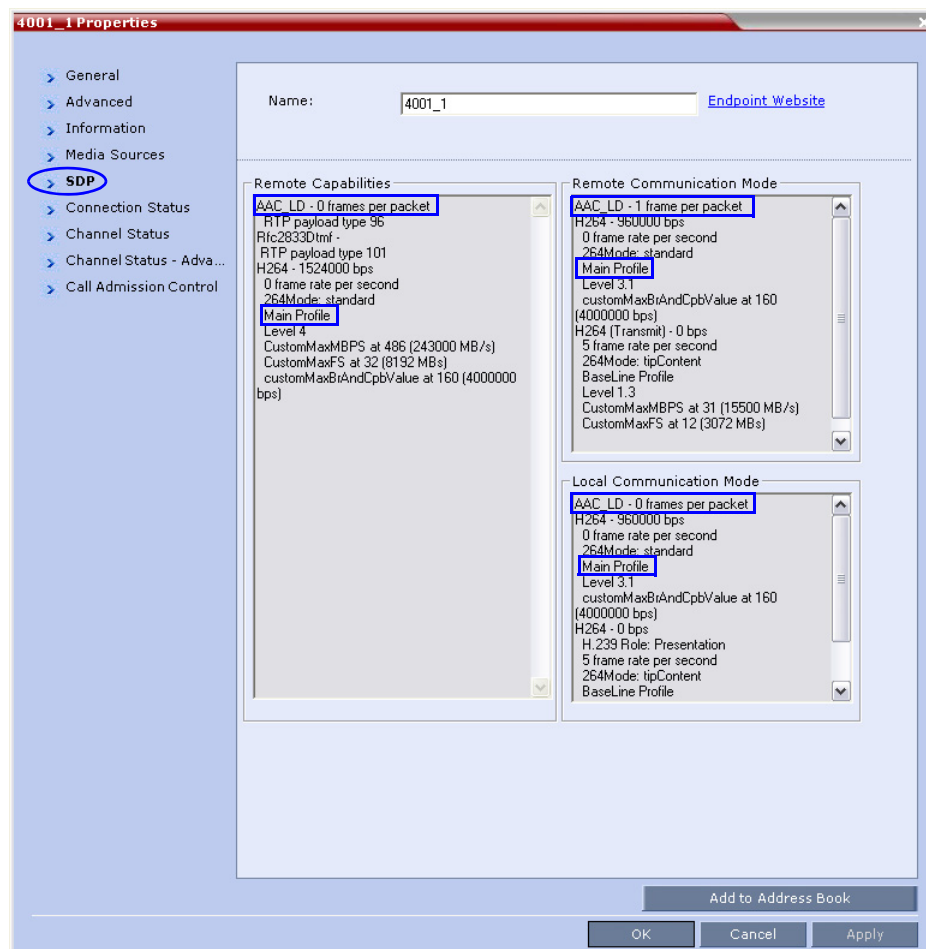 4001_1 Properties
General
Advanced
Information
Media Sources
SDP
Connection Status
Channel Status
Channel Status - Adva...
Call Admission Control
Name:
4001_1
Endpoint Website
Remote Capabilities
AAC_LD - 0 frames per packet
RTP payload type 96
Rfc2833Dtmf -
RTP payload type 101
H264 - 1524000 bps
0 frame rate per second
264Mode: standard
Main Profile
Level 4
CustomMaxMBPS at 486 (243000 MB/s)
CustomMaxFS at 32 (8192 MBs)
customMaxBrAndCpbValue at 160 (4000000
bps)
Remote Communication Mode
AAC_LD - 1 frame per packet
H264 - 960000 bps
0 frame rate per second
264Mode: standard
Main Profile
Level 3.1
customMaxBrAndCpbValue at 160
(4000000 bps)
H264 (Transmit) - 0 bps
5 frame rate per second
264Mode: tipContent
BaseLine Profile
Level 1.3
CustomMaxMBPS at 31 (15500 MB/s)
CustomMaxFS at 12 (3072 MBs)
Local Communication Mode
AAC_LD - 0 frames per packet
H264 - 960000 bps
0 frame rate per second
264Mode: standard
Main Profile
Level 3.1
customMaxBrAndCpbValue at 160
(4000000 bps)
H264 - 0 bps
H.239 Role: Presentation
5 frame rate per second
264Mode: tipContent
BaseLine Profile
Add to Address Book
OK
Cancel
Apply